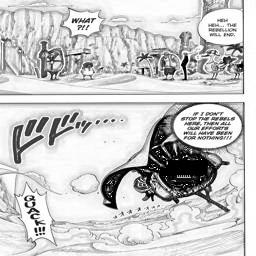 HEH
HEH... THE
REBELLION
WILL END.
WHAT
?!!
IF I DON'T
STOP THE REBELS
HERE, THEN ALL
OUR EFFORTS
WILL HAVE BEEN
FOR NOTHING!!!
ドドドッ...
QUACK!!!